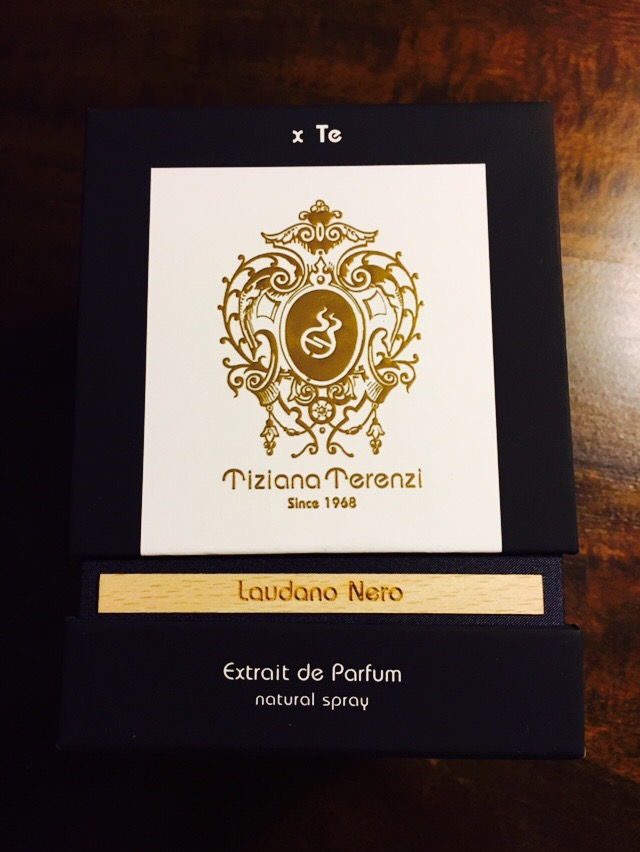 x Te
Tiziana Terenzi
Since 1968
Laudano Nero
Extrait de Parfum
natural spray